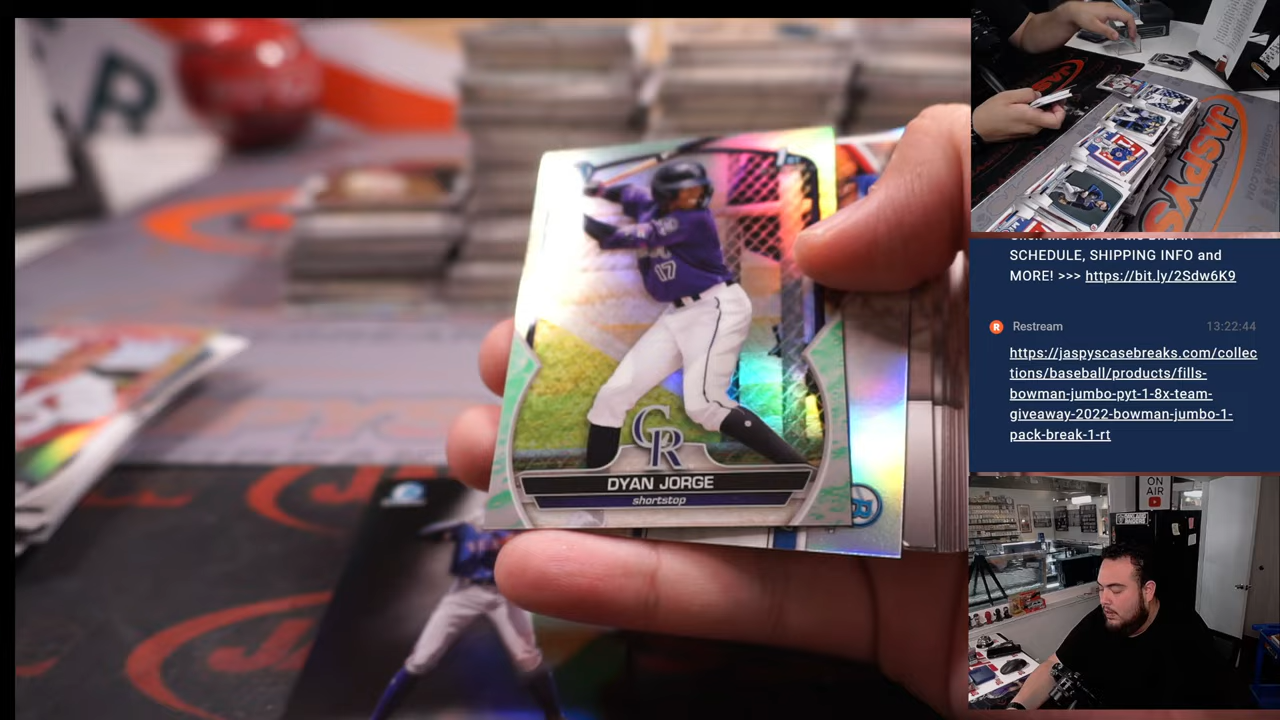 R
17
CR
DYAN JORGE
shortstop
JASPYS
SCHEDULE, SHIPPING INFO and
MORE! >>> https://bit.ly/2Sdw6K9
R Restream 13:22:44
https://jaspyscasebreaks.com/collec
tions/baseball/products/fills-
bowman-jumbo-pyt-1-8x-team-
giveaway-2022-bowman-jumbo-1-
pack-break-1-rt
ON
AIR